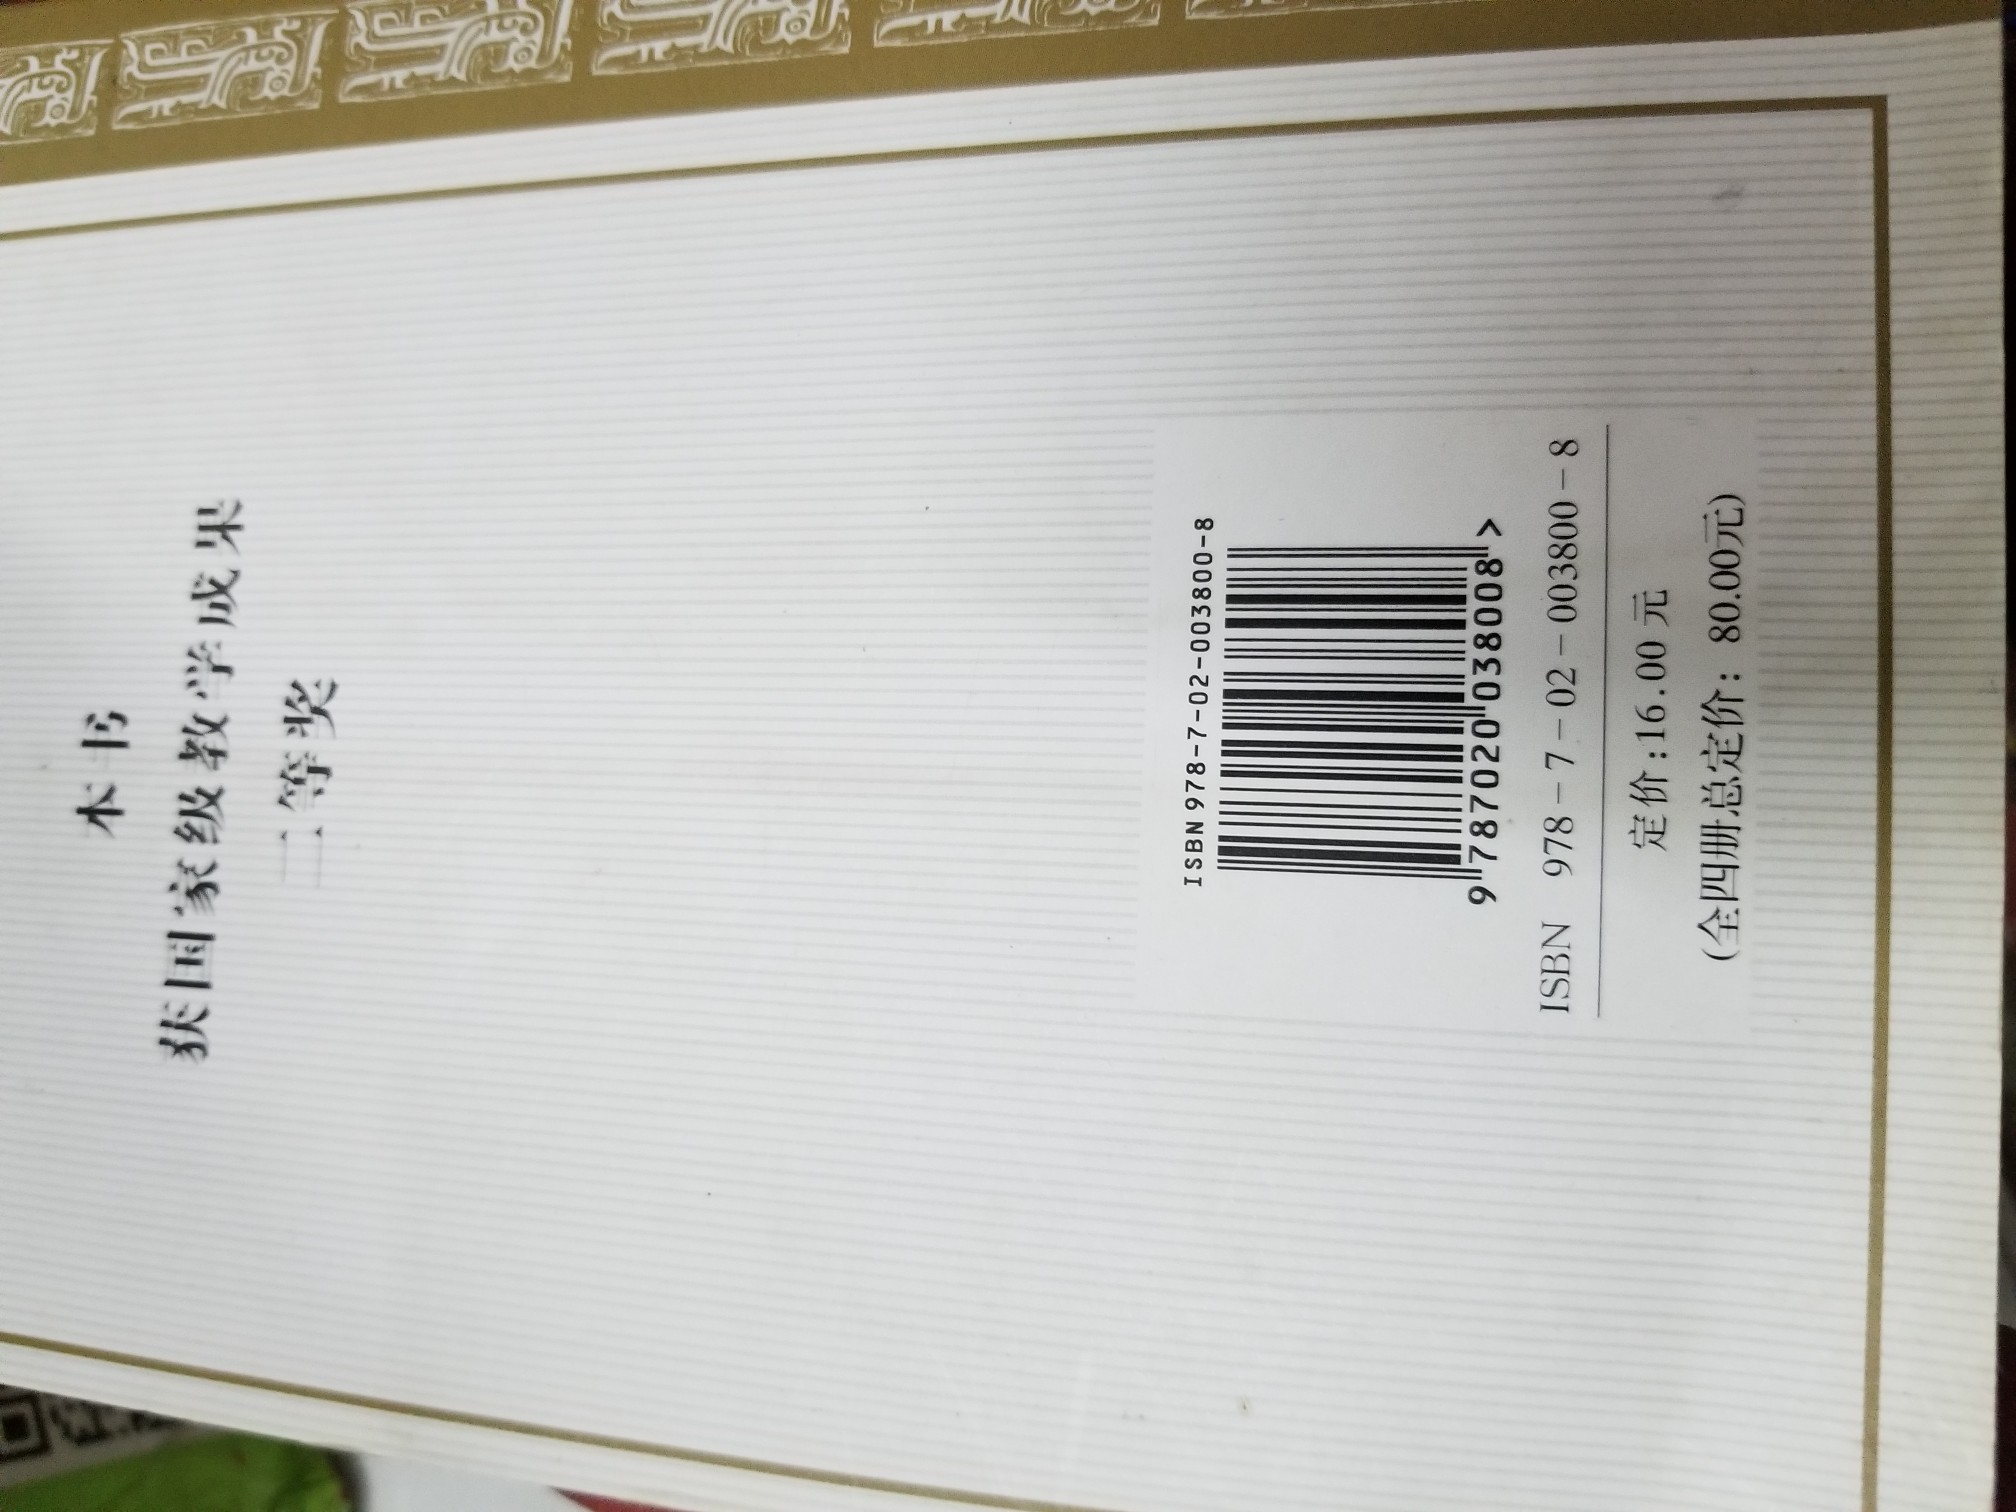 本书
获国家级教学成果
二等奖
ISBN 978-7-02-003800-8
9 787020 038008 >
ISBN 978-7-02-003800-8
定价:16.00 元
(全四册总定价: 80.00元)